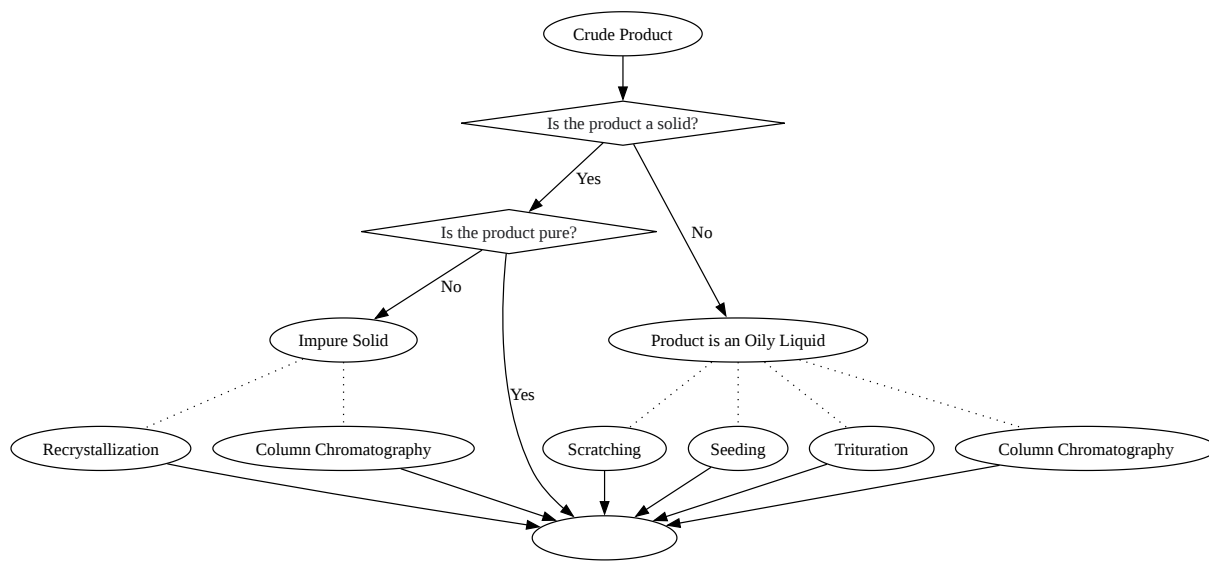 Crude Product
Is the product a solid?
Yes
Is the product pure?
No
No
Impure Solid
Product is an Oily Liquid
Yes
Recrystallization
Column Chromatography
Scratching
Seeding
Trituration
Column Chromatography